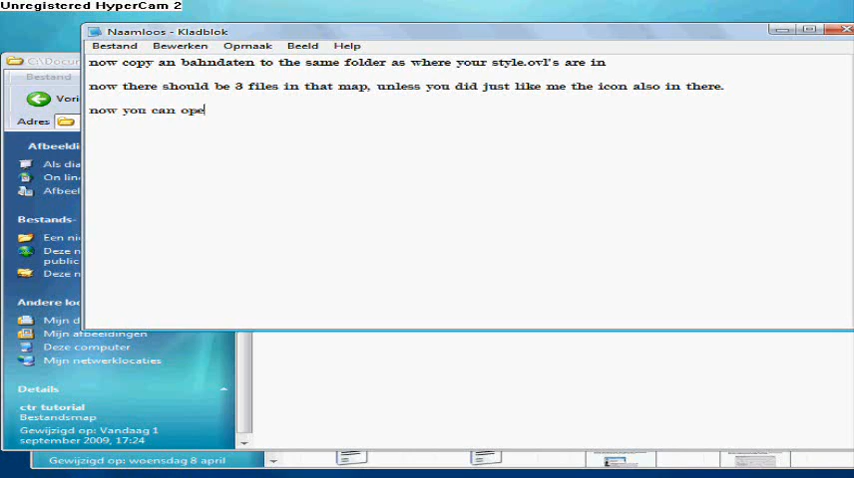 Unregistered HyperCam 2
Naamloos - Kladblok
Bestand Bewerken Opmaak Beeld Help
now copy an bahndaten to the same folder as where your style.ovl's are in
now there should be 3 files in that map, unless you did just like me the icon also in there.
now you can ope
C:\Docum
Bestand
Vori
Adres
Afbeeldi
Als dia
On lin
Afbeel
Bestands-
Een ni
Deze n
public
Deze n
Andere loc
Mijn d
Mijn afbeeldingen
Deze computer
Mijn netwerklocaties
Details
ctr tutorial
Bestandsmap
Gewijzigd op: Vandaag 1
september 2009, 17:24
Gewijzigd op: woensdag 8 april